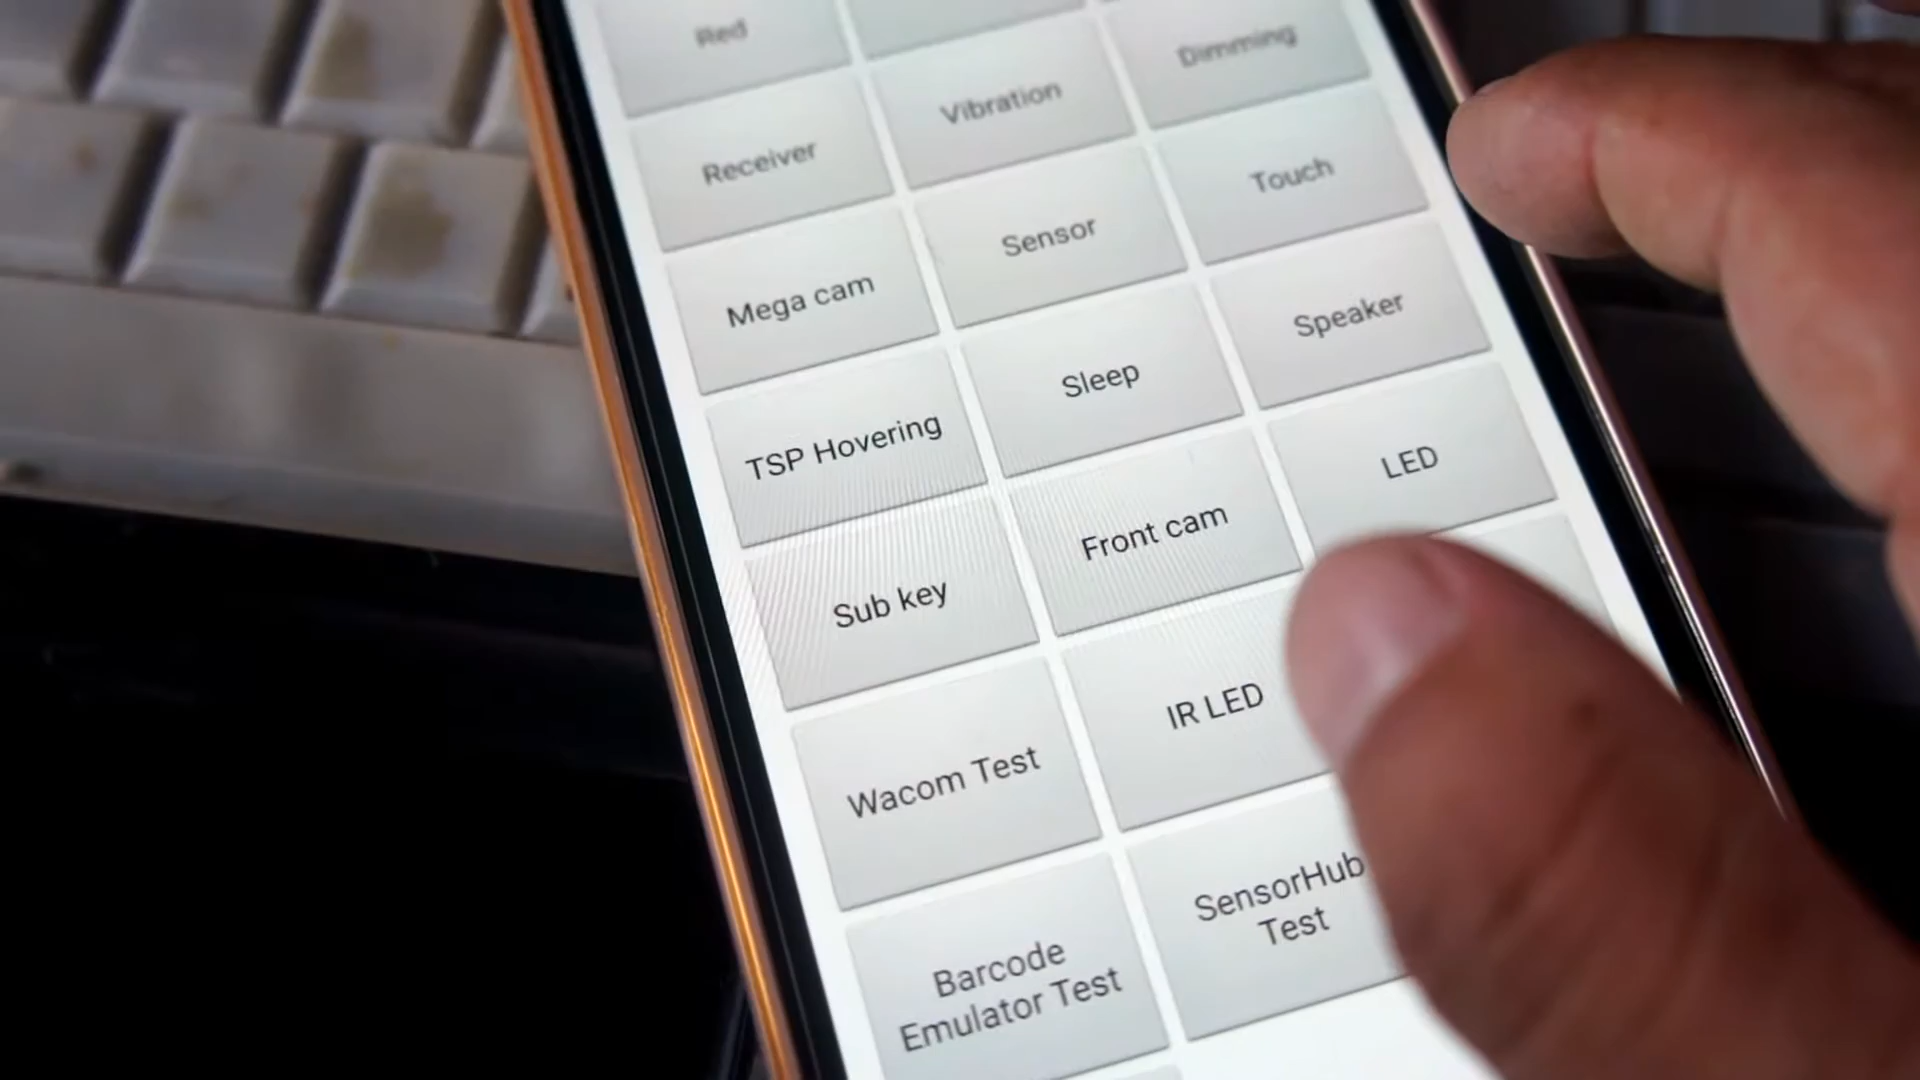 Red
Dimming
Vibration
Receiver
Touch
Sensor
Mega cam
Speaker
Sleep
TSP Hovering
LED
Front cam
Sub key
IR LED
Wacom Test
SensorHub
Test
Barcode
Emulator Test